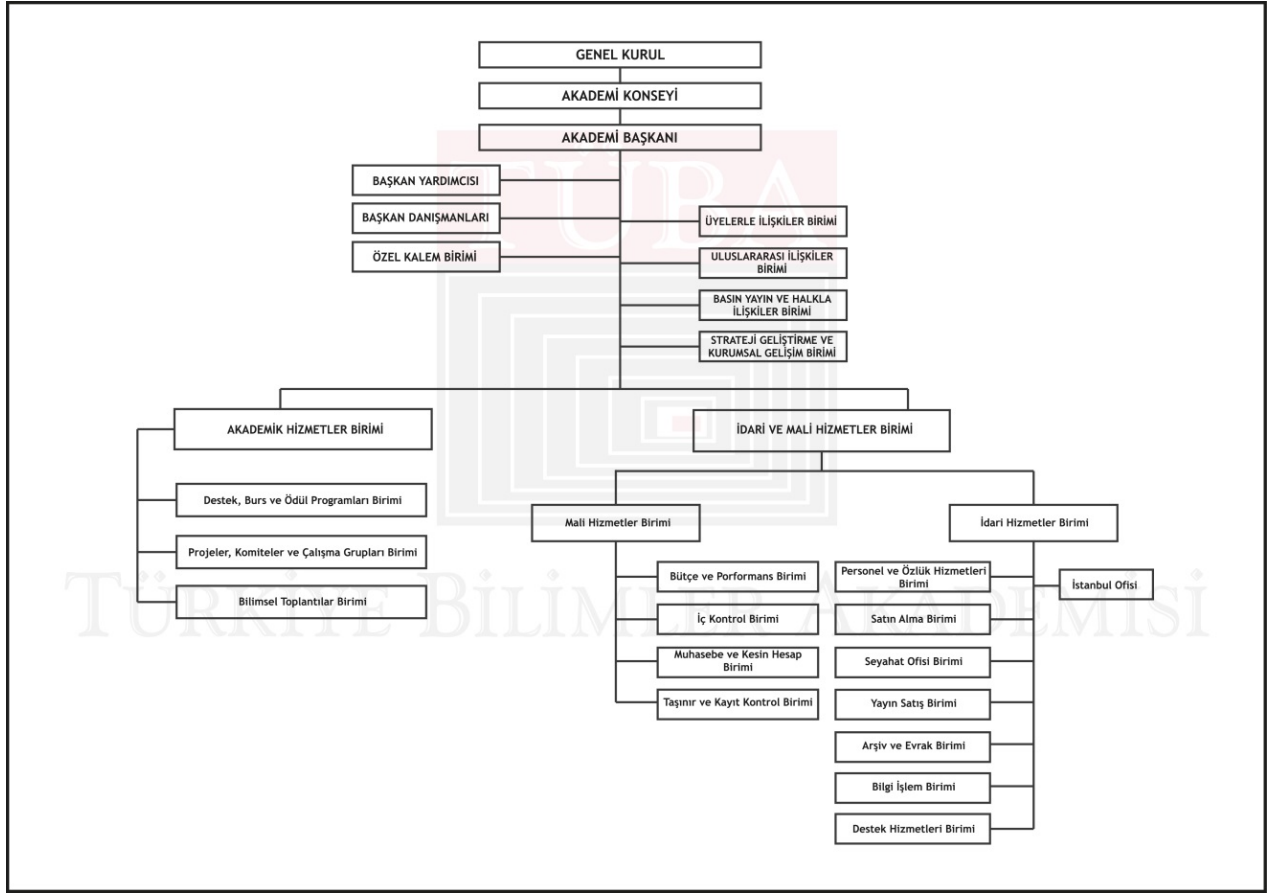 GENEL KURUL
AKADEMİ KONSEYİ
AKADEMİ BAŞKANI
BAŞKAN YARDIMCISI
BAŞKAN DANIŞMANLARI
ÖZEL KALEM BİRİMİ
ÜYELERLE İLİŞKİLER BİRİMİ
ULUSLARARASI İLİŞKİLER
BİRİMİ
BASIN YAYIN VE HALKLA
İLİŞKİLER BİRİMİ
STRATEJİ GELİŞTİRME VE
KURUMSAL GELİŞİM BİRİMİ
TÜBA
AKADEMİK HİZMETLER BİRİMİ
Destek, Burs ve Ödül Programları Birimi
Projeler, Komiteler ve Çalışma Grupları Birimi
Bilimsel Toplantılar Birimi
İDARİ VE MALİ HİZMETLER BİRİMİ
Mali Hizmetler Birimi
Bütçe ve Porformans Birimi
İç Kontrol Birimi
Muhasebe ve Kesin Hesap
Birimi
Taşınır ve Kayıt Kontrol Birimi
İdari Hizmetler Birimi
Personel ve Özlük Hizmetleri
Birimi
Satın Alma Birimi
Seyahat Ofisi Birimi
Yayın Satış Birimi
Arşiv ve Evrak Birimi
Bilgi İşlem Birimi
Destek Hizmetleri Birimi
İstanbul Ofisi
TÜRKİYE BİLİMLER AKADEMİSİ